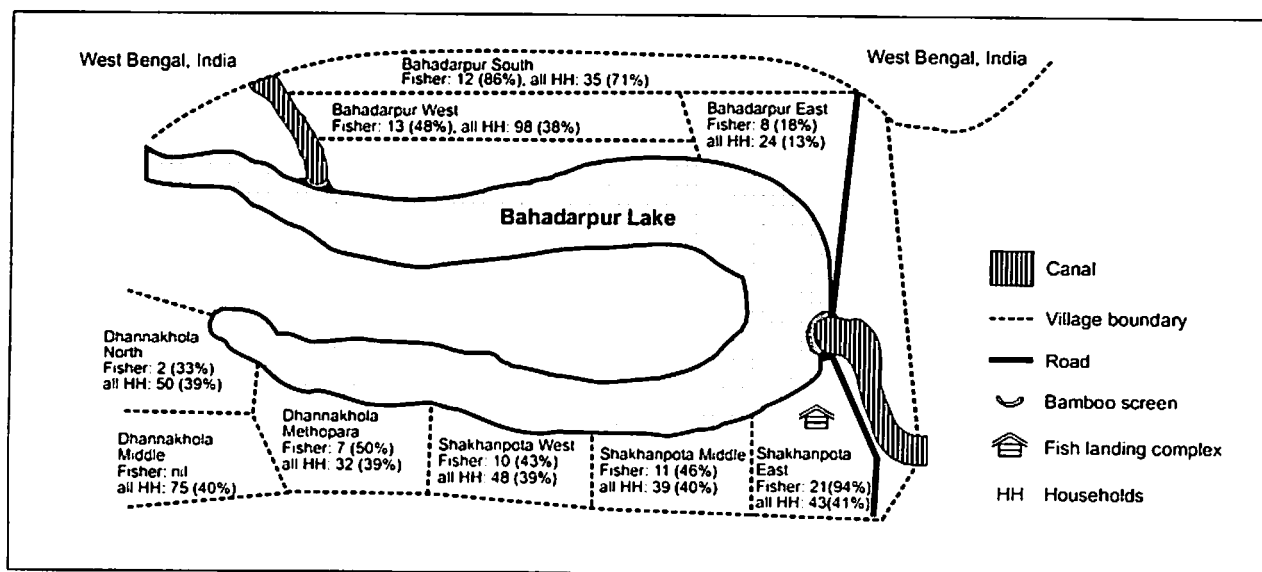 West Bengal, India
West Bengal, India
Bahadarpur South
Fisher: 12 (86%), all HH: 35 (71%)
Bahadarpur West
Fisher: 13 (48%), all HH: 98 (38%)
Bahadarpur East
Fisher: 8 (18%)
all HH: 24 (13%)
Bahadarpur Lake
Dhannakhola
North
Fisher: 2 (33%)
all HH: 50 (39%)
Dhannakhola
Middle
Fisher: nil
all HH: 75 (40%)
Dhannakhola
Methopara
Fisher: 7 (50%)
all HH: 32 (39%)
Shakhanpota West
Fisher: 10 (43%)
all HH: 48 (39%)
Shakhanpota Middle
Fisher: 11 (46%)
all HH: 39 (40%)
Shakhanpota
East
Fisher: 21(94%)
all HH: 43(41%)
Canal
Village boundary
Road
Bamboo screen
Fish landing complex
HH Households